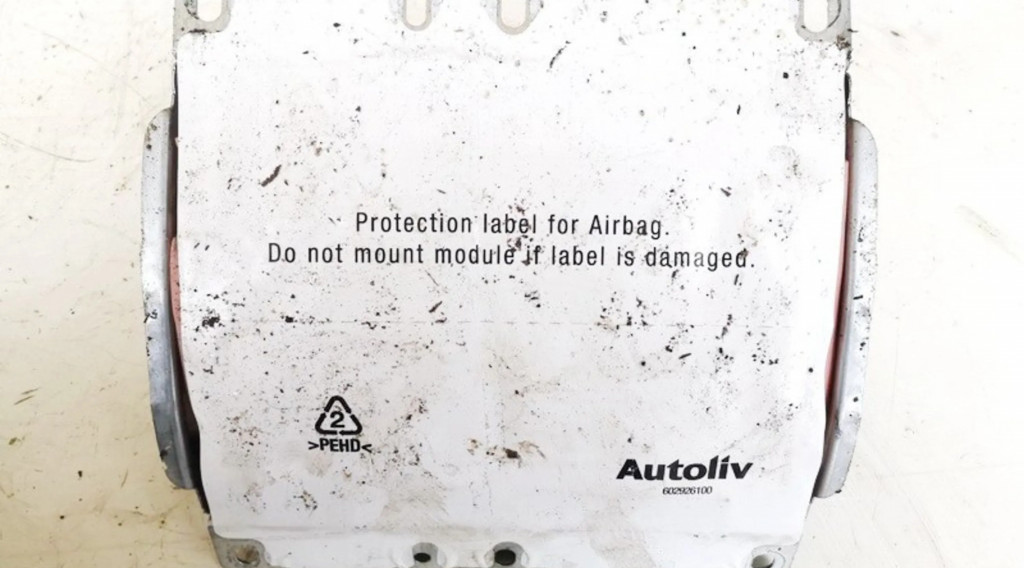 Protection label for Airbag.
Do not mount module if label is damaged.
2
>PEHD<
Autoliv
602926100